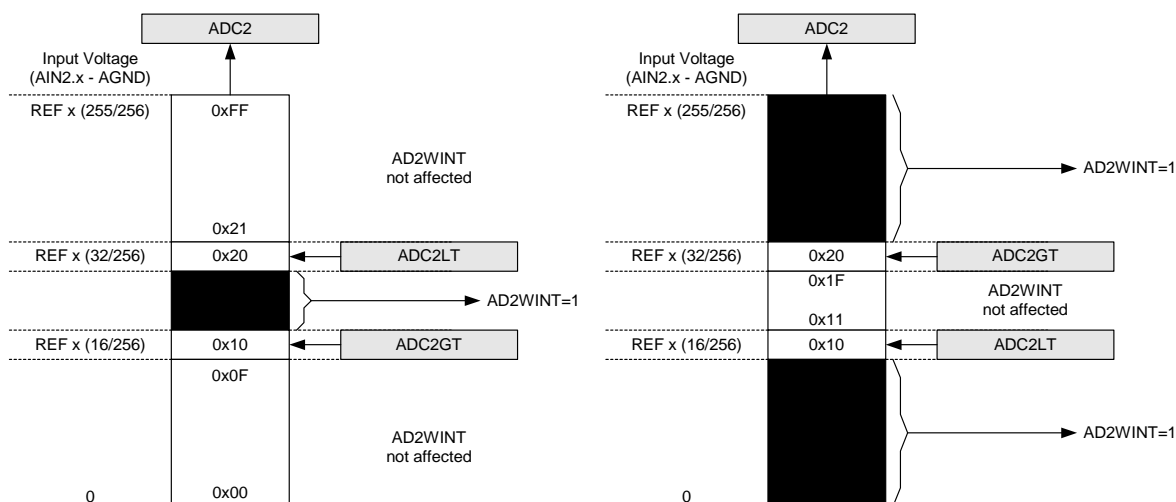 ADC2
Input Voltage
(AIN2.x - AGND)
REF x (255/256)
0xFF
AD2WINT
not affected
0x21
REF x (32/256)
0x20
ADC2LT
AD2WINT=1
REF x (16/256)
0x10
ADC2GT
0x0F
AD2WINT
not affected
0
0x00
ADC2
Input Voltage
(AIN2.x - AGND)
REF x (255/256)
AD2WINT=1
REF x (32/256)
0x20
ADC2GT
0x1F
AD2WINT
not affected
0x11
REF x (16/256)
0x10
ADC2LT
AD2WINT=1
0